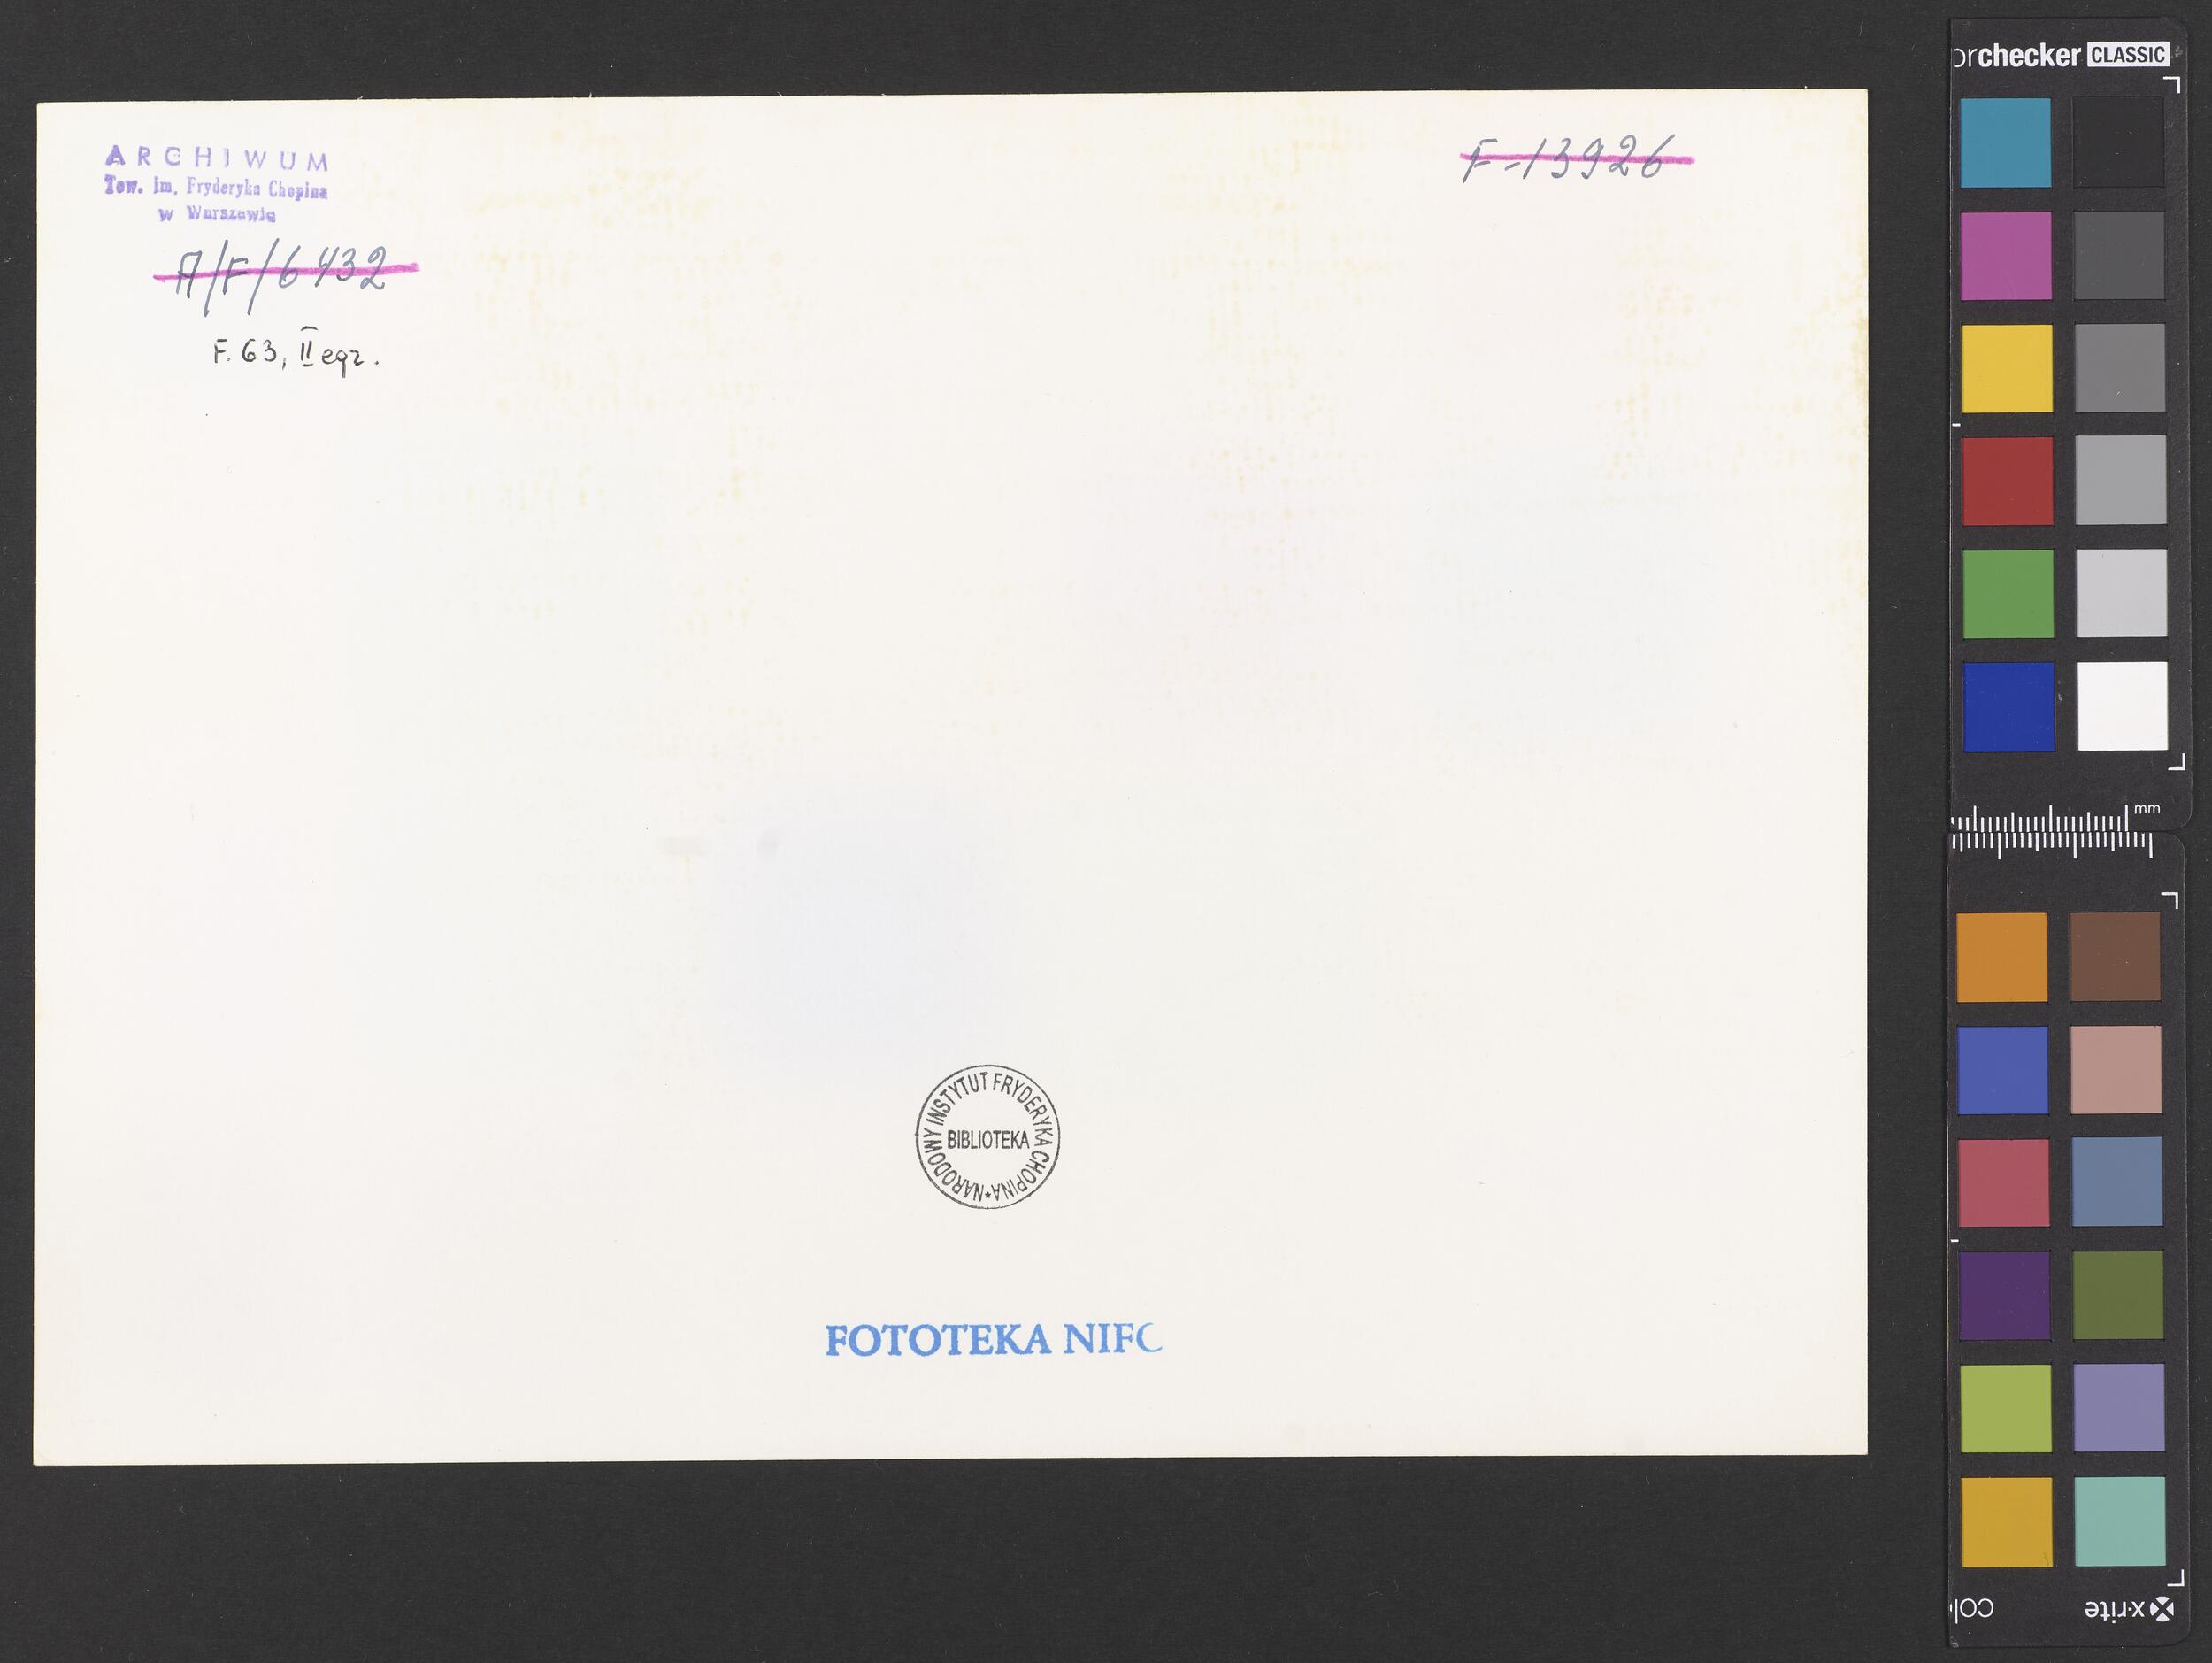 ARCHIWUM
Tow. im. Fryderyka Chopina
w Warszawie
A/F/6432
F. 63, II egz.
F-13926
NARODOWY INSTYTUT FRYDERYKA CHOPINA*
BIBLIOTEKA
FOTOTEKA NIFC
orchecker CLASSIC
mm
x-rite
col